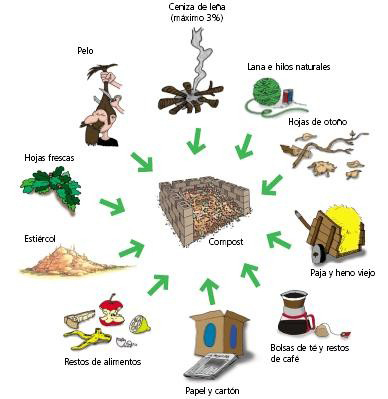 Ceniza de leña
(máximo 3%)
Pelo
Lana e hilos naturales
Hojas de otoño
Hojas frescas
Compost
Estiércol
Paja y heno viejo
Restos de alimentos
Bolsas de té y restos
de café
Papel y cartón